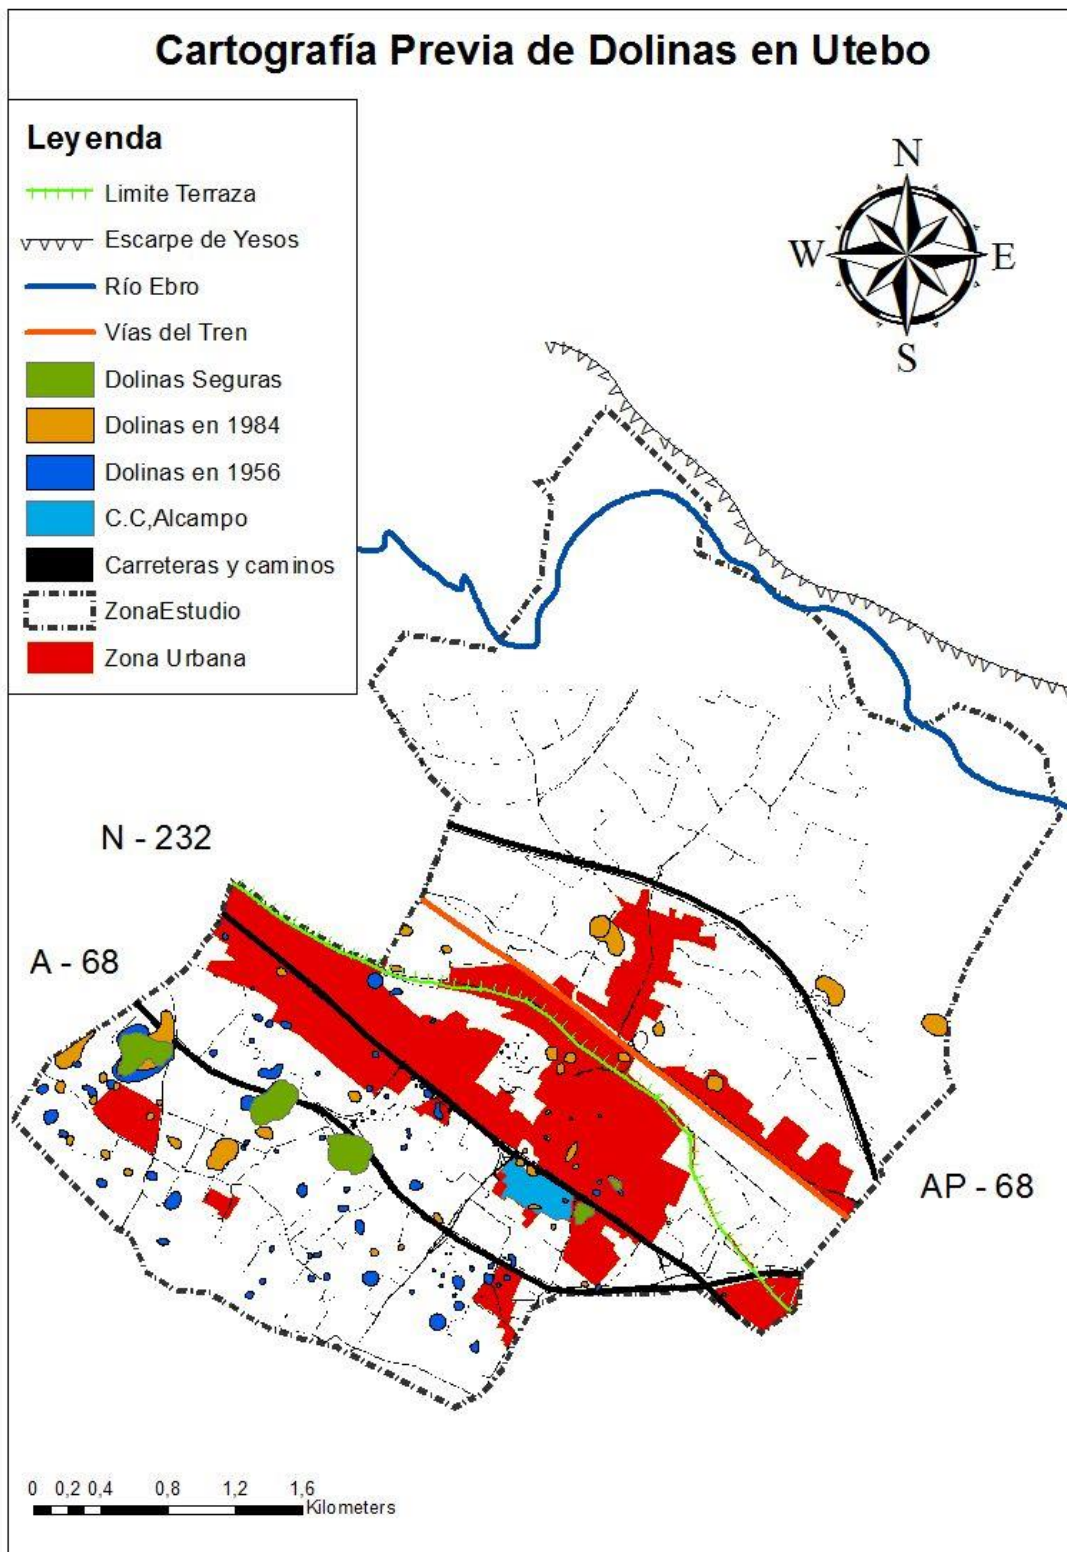 Cartografía Previa de Dolinas en Utebo
Leyenda
Limite Terraza
Escarpe de Yesos
Río Ebro
Vías del Tren
Dolinas Seguras
Dolinas en 1984
Dolinas en 1956
C.C,Alcampo
Carreteras y caminos
ZonaEstudio
Zona Urbana
N
W
E
S
N - 232
A - 68
AP - 68
0 0,2 0,4 0,8 1,2 1,6
Kilometers